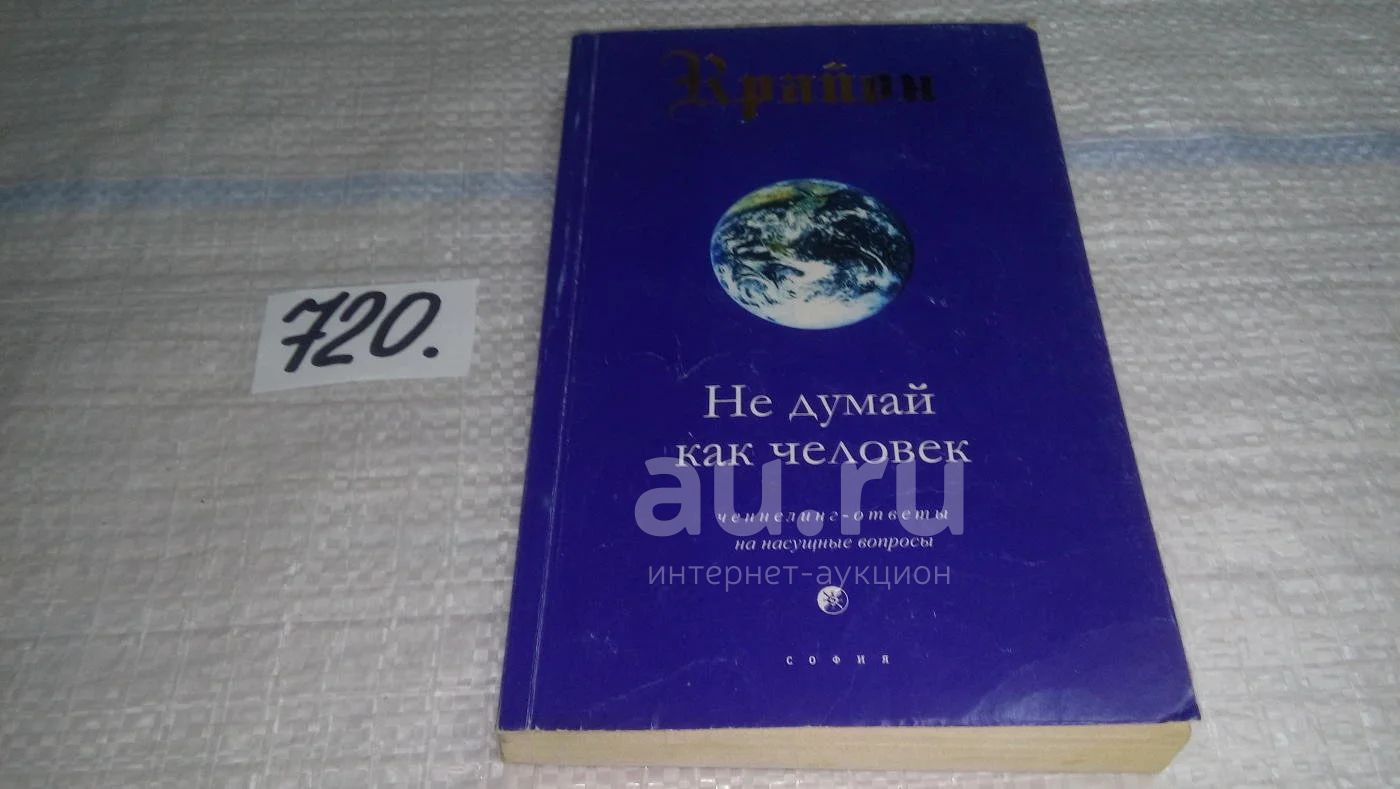 Крайон
720.
Не думай
как человек
au.ru
ченнелинг-ответы
на насущные вопросы
интернет-аукцион
СОФИЯ